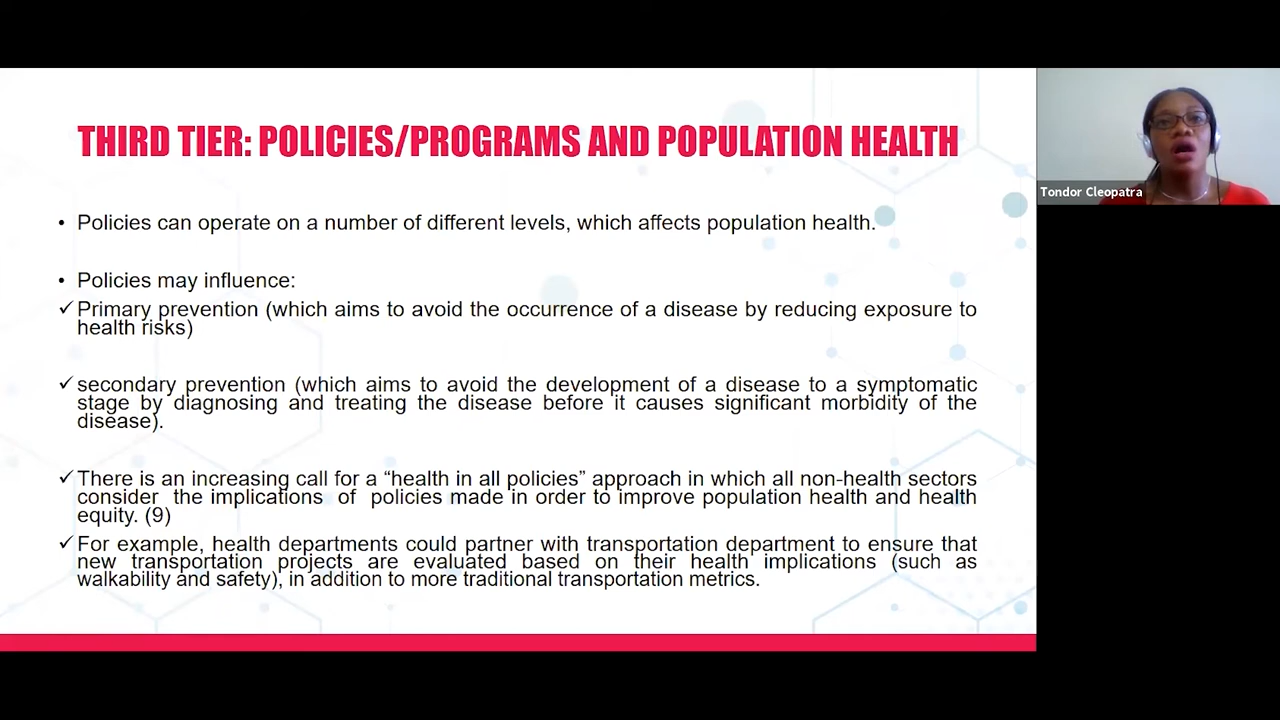 THIRD TIER: POLICIES/PROGRAMS AND POPULATION HEALTH
• Policies can operate on a number of different levels, which affects population health.
• Policies may influence:
✓ Primary prevention (which aims to avoid the occurrence of a disease by reducing exposure to
health risks)
✓ secondary prevention (which aims to avoid the development of a disease to a symptomatic
stage by diagnosing and treating the disease before it causes significant morbidity of the
disease).
✓ There is an increasing call for a “health in all policies” approach in which all non-health sectors
consider the implications of policies made in order to improve population health and health
equity. (9)
✓ For example, health departments could partner with transportation department to ensure that
new transportation projects are evaluated based on their health implications (such as
walkability and safety), in addition to more traditional transportation metrics.
Tondor Cleopatra